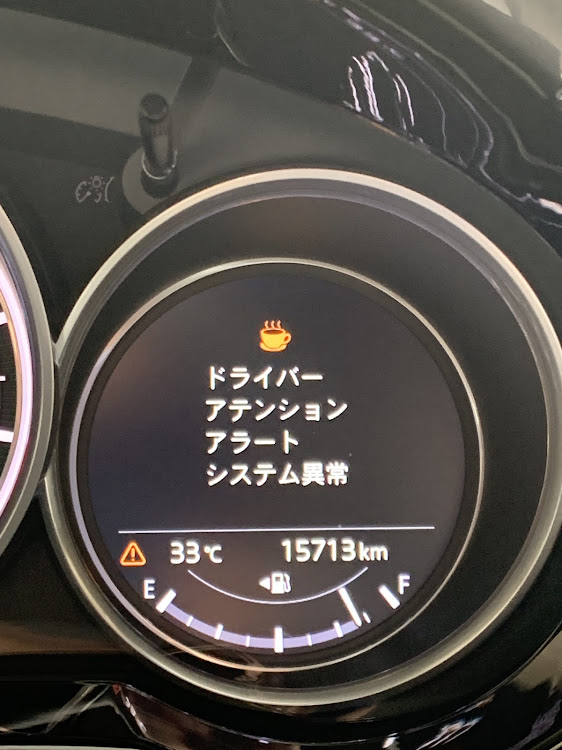 ドライバー
アテンション
アラート
システム異常
33℃ 15713km
E F